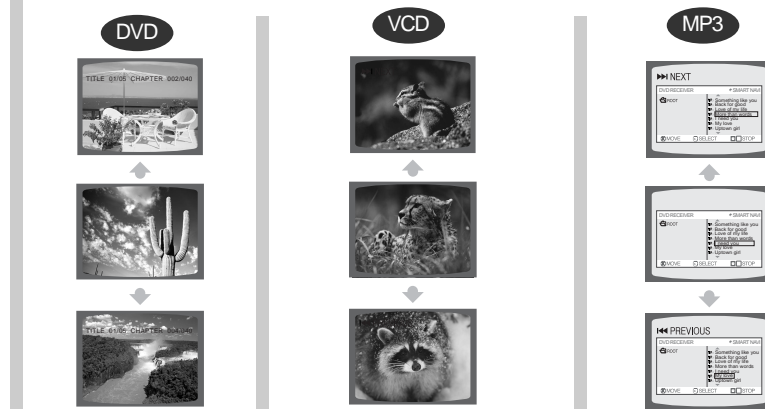 DVD
TITLE 01/05 CHAPTER 002/040
TITLE 01/05 CHAPTER 004/040
VCD
MP3
NEXT
DVD RECEIVER SMART NAVI
ROOT
Something like you
Back for good
Love of my life
More than words
I need you
My love
Uptown girl
MOVE SELECT STOP
DVD RECEIVER SMART NAVI
ROOT
Something like you
Back for good
Love of my life
More than words
I need you
My love
Uptown girl
MOVE SELECT STOP
PREVIOUS
DVD RECEIVER SMART NAVI
ROOT
Something like you
Back for good
Love of my life
More than words
I need you
My love
Uptown girl
MOVE SELECT STOP